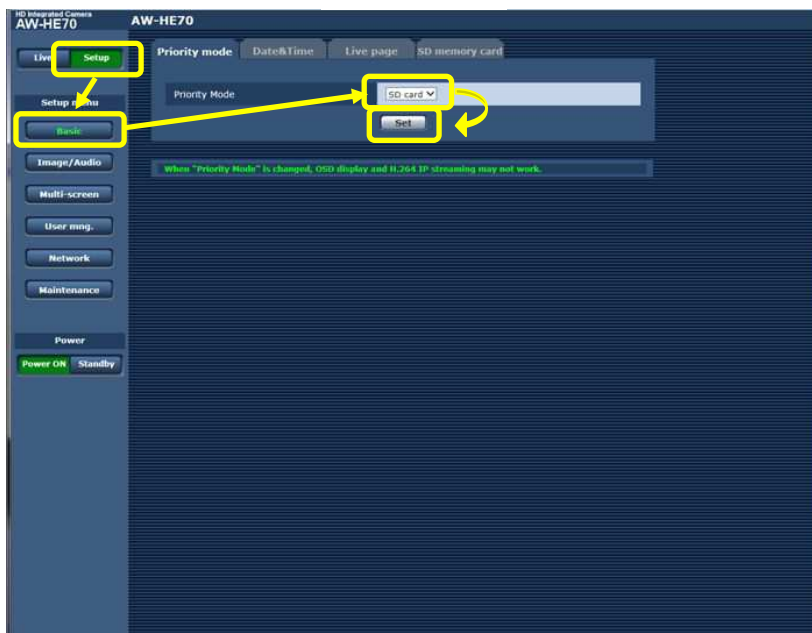 HD Integrated Camera
AW-HE70
AW-HE70
Live Setup
Setup menu
Basic
Image/Audio
Multi-screen
User mng.
Network
Maintenance
Power
Power ON Standby
Priority mode Date&Time Live page SD memory card
Priority Mode SD card
Set
When "Priority Mode" is changed, OSD display and H.264 IP streaming may not work.